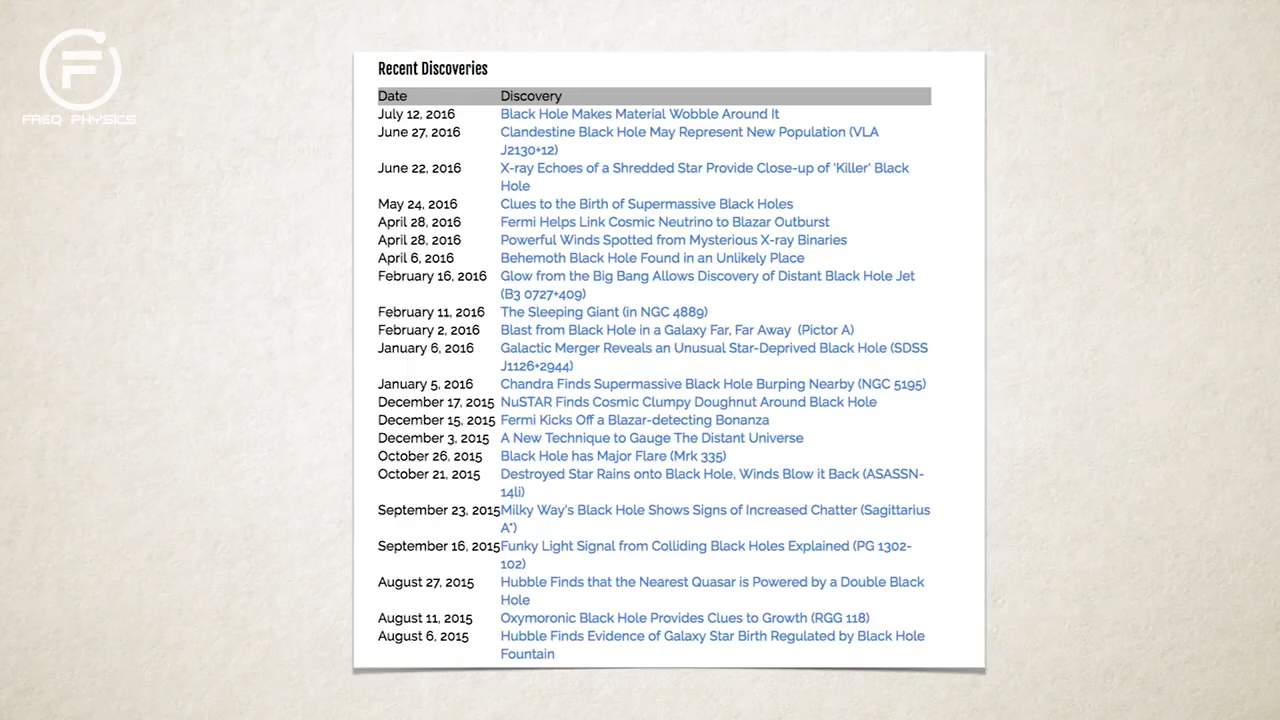 FREQ PHYSICS
Recent Discoveries
Date Discovery
July 12, 2016 Black Hole Makes Material Wobble Around It
June 27, 2016 Clandestine Black Hole May Represent New Population (VLA
J2130+12)
June 22, 2016 X-ray Echoes of a Shredded Star Provide Close-up of 'Killer' Black
Hole
May 24, 2016 Clues to the Birth of Supermassive Black Holes
April 28, 2016 Fermi Helps Link Cosmic Neutrino to Blazar Outburst
April 28, 2016 Powerful Winds Spotted from Mysterious X-ray Binaries
April 6, 2016 Behemoth Black Hole Found in an Unlikely Place
February 16, 2016 Glow from the Big Bang Allows Discovery of Distant Black Hole Jet
(B3 0727+409)
February 11, 2016 The Sleeping Giant (in NGC 4889)
February 2, 2016 Blast from Black Hole in a Galaxy Far, Far Away (Pictor A)
January 6, 2016 Galactic Merger Reveals an Unusual Star-Deprived Black Hole (SDSS
J1126+2944)
January 5, 2016 Chandra Finds Supermassive Black Hole Burping Nearby (NGC 5195)
December 17, 2015 NuSTAR Finds Cosmic Clumpy Doughnut Around Black Hole
December 15, 2015 Fermi Kicks Off a Blazar-detecting Bonanza
December 3, 2015 A New Technique to Gauge The Distant Universe
October 26, 2015 Black Hole has Major Flare (Mrk 335)
October 21, 2015 Destroyed Star Rains onto Black Hole, Winds Blow it Back (ASASSN-
14li)
September 23, 2015 Milky Way's Black Hole Shows Signs of Increased Chatter (Sagittarius
A*)
September 16, 2015 Funky Light Signal from Colliding Black Holes Explained (PG 1302-
102)
August 27, 2015 Hubble Finds that the Nearest Quasar is Powered by a Double Black
Hole
August 11, 2015 Oxymoronic Black Hole Provides Clues to Growth (RGG 118)
August 6, 2015 Hubble Finds Evidence of Galaxy Star Birth Regulated by Black Hole
Fountain